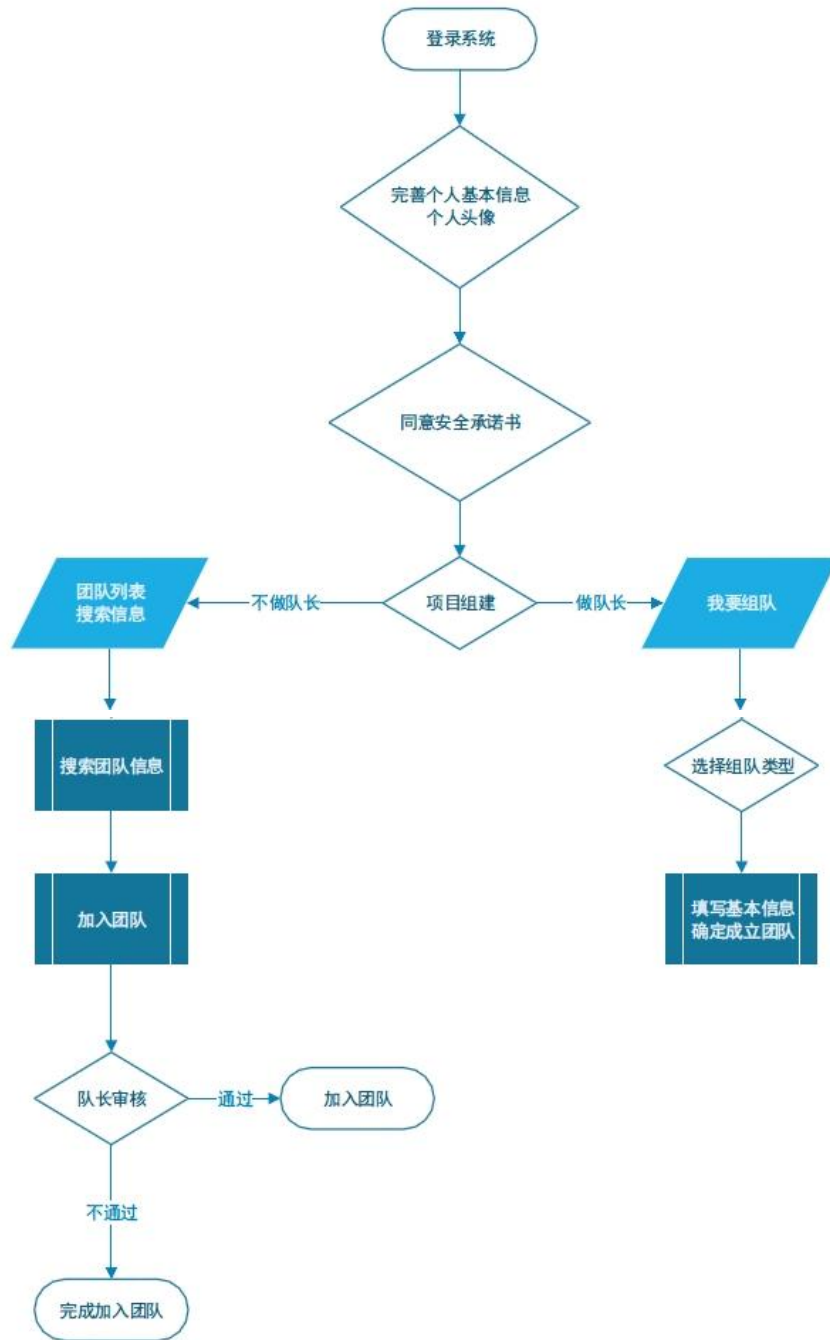 登录系统
完善个人基本信息
个人头像
同意安全承诺书
团队列表
搜索信息
不做队长
项目组建
做队长
我要组队
搜索团队信息
选择组队类型
加入团队
填写基本信息
确定成立团队
队长审核
通过
加入团队
不通过
完成加入团队